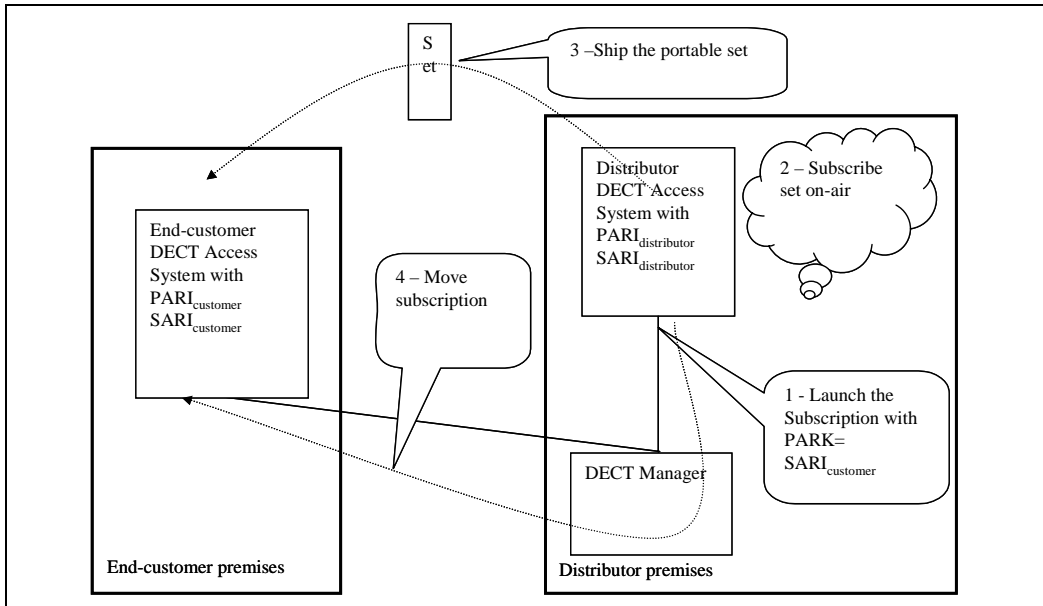 S
et
3 –Ship the portable set
Distributor
DECT Access
System with
PARIdistributor
SARIdistributor
2 – Subscribe
set on-air
End-customer
DECT Access
System with
PARIcustomer
SARIcustomer
4 – Move
subscription
1 - Launch the
Subscription with
PARK=
SARIcustomer
DECT Manager
End-customer premises
Distributor premises